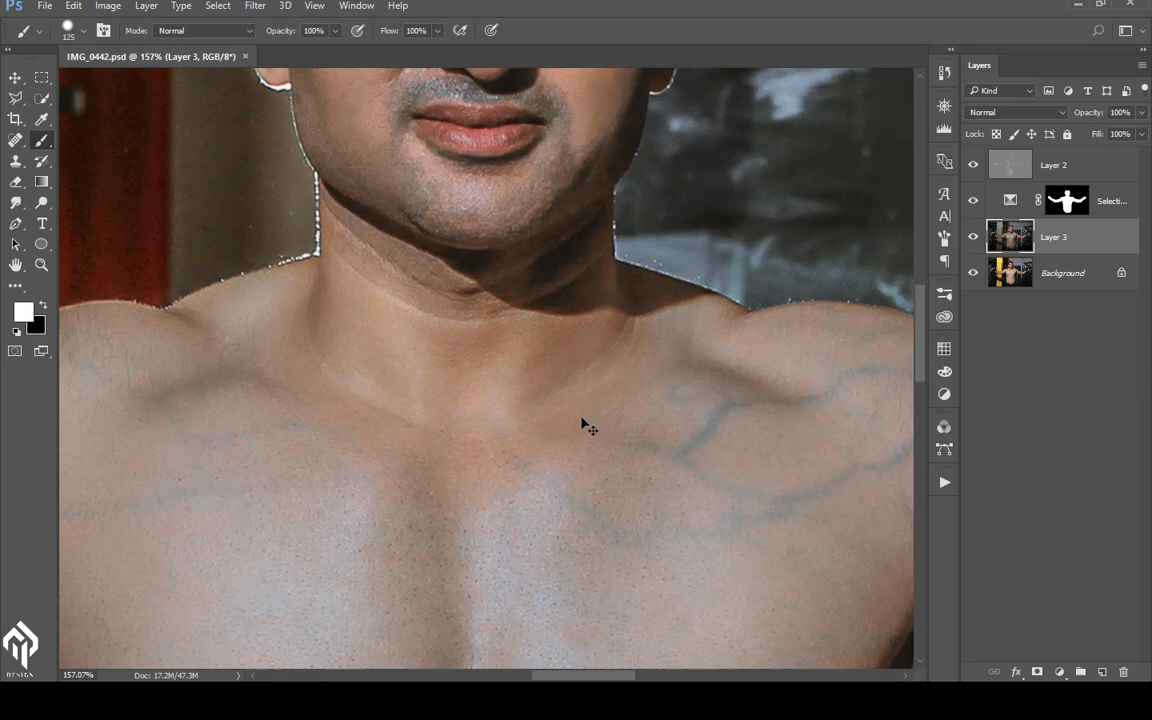 Ps File Edit Image Layer Type Select Filter 3D View Window Help
125 Mode: Normal Opacity: 100% Flow: 100%
IMG_0442.psd @ 157% (Layer 3, RGB/8*) ×
Layers
Kind
Normal Opacity: 100%
Lock: Fill: 100%
Layer 2
Selecti...
Layer 3
Background
DESIGN
157.07% Doc: 17.2M/47.3M